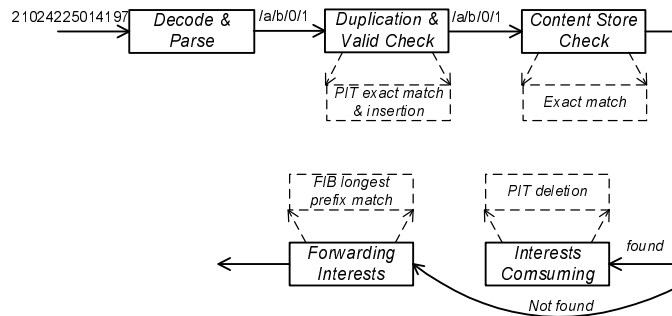 21024225014197
Decode &
Parse
/a/b/0/1
Duplication &
Valid Check
/a/b/0/1
Content Store
Check
PIT exact match
& insertion
Exact match
FIB longest
prefix match
PIT deletion
Forwarding
Interests
Interests
Comsuming
found
Not found